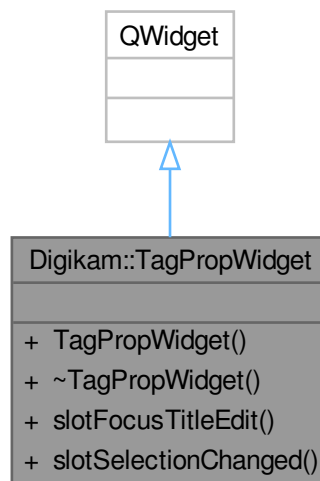 QWidget
Digikam::TagPropWidget
+ TagPropWidget()
+ ~TagPropWidget()
+ slotFocusTitleEdit()
+ slotSelectionChanged()